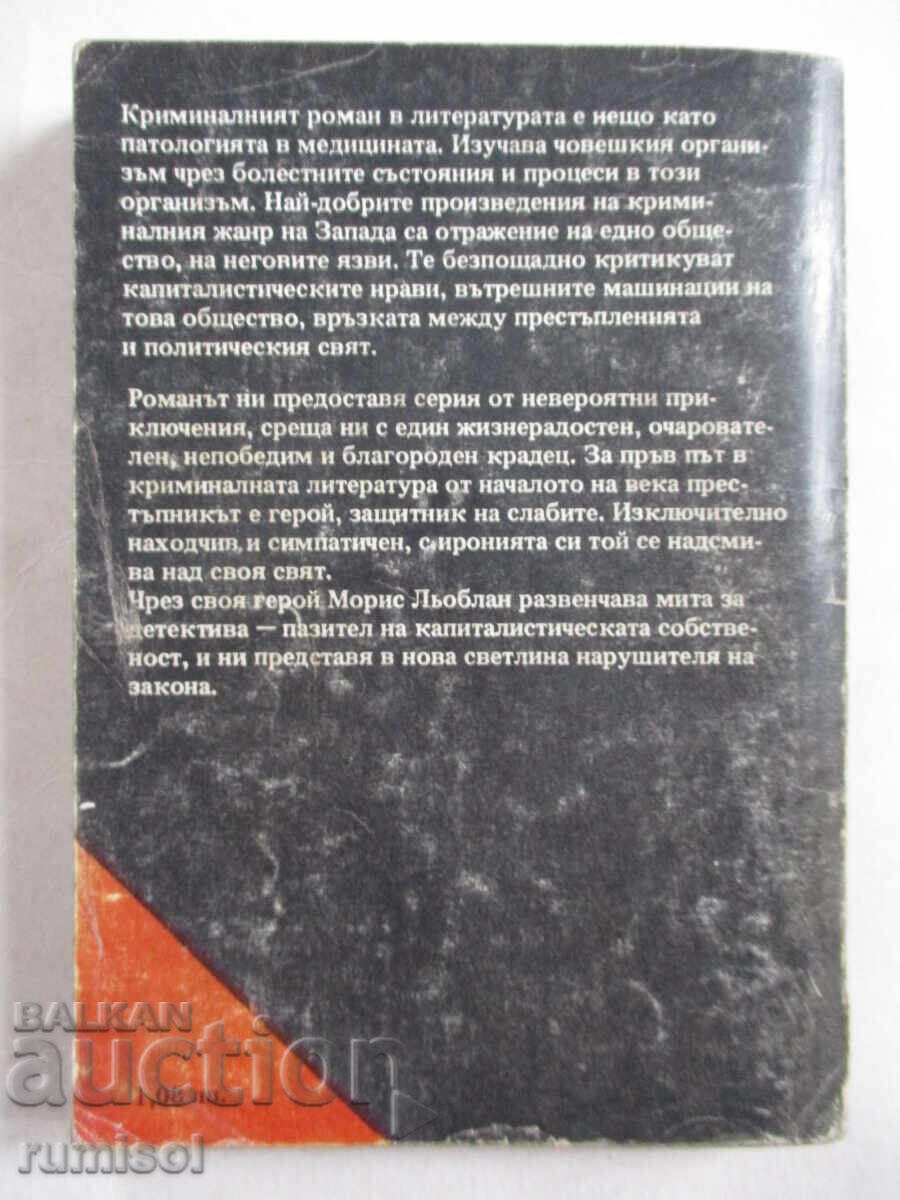 Криминалният роман в литературата е нещо като
патологията в медицината. Изучава човешкия органи-
зъм чрез болестните състояния и процеси в този
организъм. Най-добрите произведения на крими-
налния жанр на Запада са отражение на едно обще-
ство, на неговите язви. Те безпощадно критикуват
капиталистическите нрави, вътрешните машинации на
това общество, връзката между престъпленията
и политическия свят.
Романът ни предоставя серия от невероятни при-
ключения, среща ни с един жизнерадостен, очаровате-
лен, непобедим и благороден крадец. За пръв път в
криминалната литература от началото на века прес-
тъпникът е герой, защитник на слабите. Изключително
находчив и симпатичен, с иронията си той се надсми-
ва над своя свят.
Чрез своя герой Морис Льоблан развенчава мита за
детектива — пазител на капиталистическата собстве-
ност, и ни представя в нова светлина нарушителя на
закона.
BALKAN
auction
rumisol